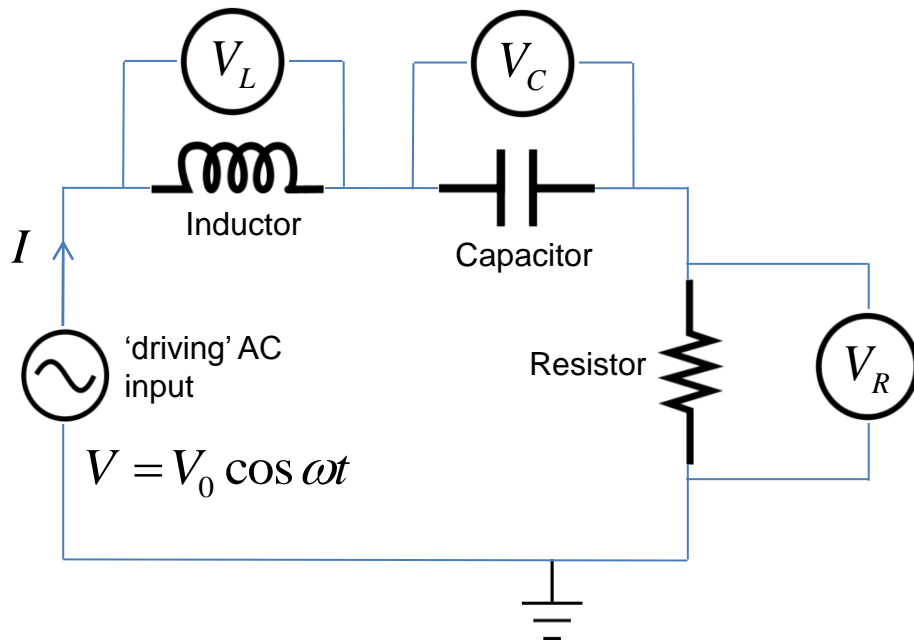 V_L
V_C
Inductor
I
Capacitor
‘driving’ AC
input
Resistor
V_R
V = V_0 cos ωt